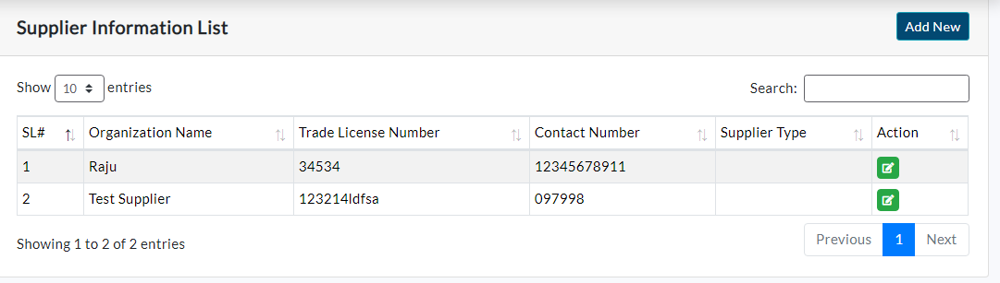 Supplier Information List Add New
Show 10 entries Search:
SL# Organization Name Trade License Number Contact Number Supplier Type Action
1 Raju 34534 12345678911
2 Test Supplier 123214ldfsa 097998
Showing 1 to 2 of 2 entries Previous 1 Next